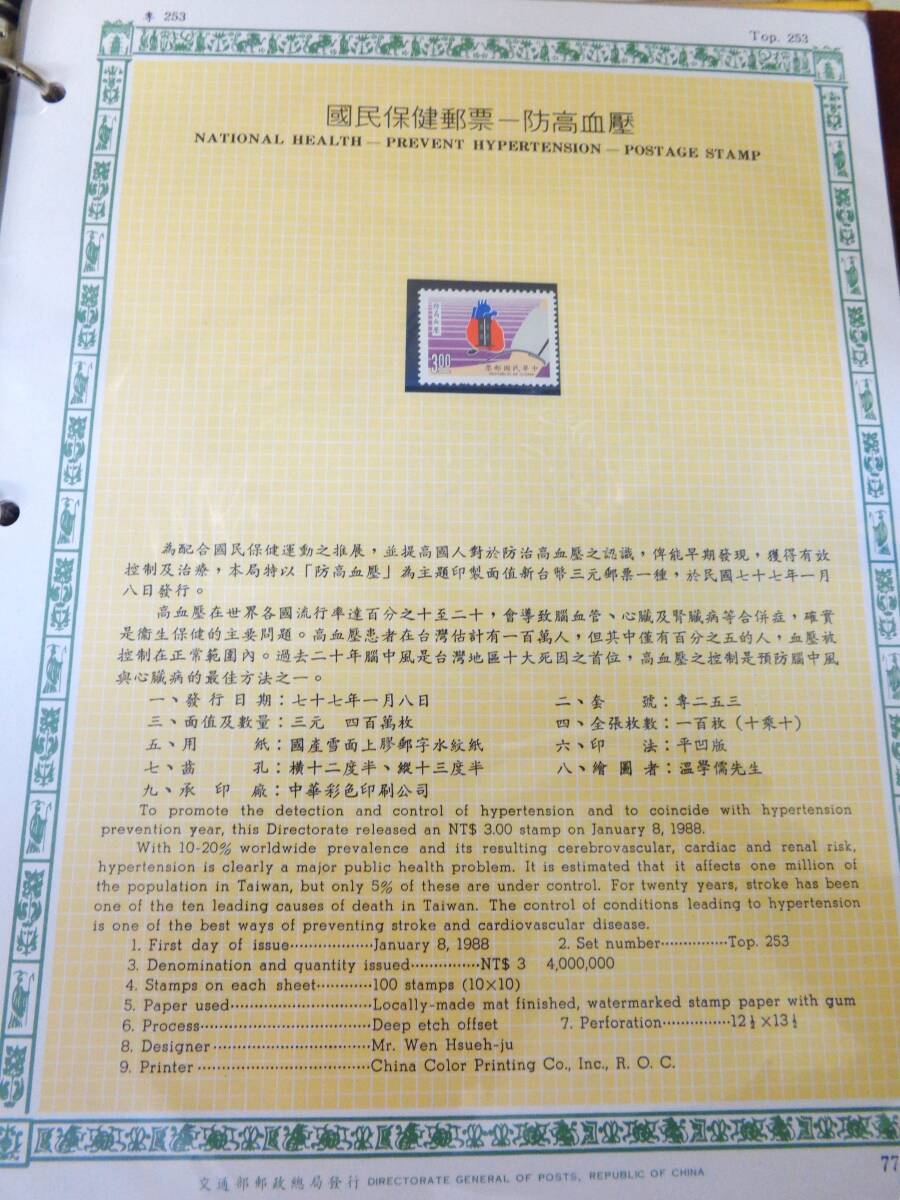 專 253
Top. 253
國民保健郵票—防高血壓
NATIONAL HEALTH — PREVENT HYPERTENSION — POSTAGE STAMP
防高血壓
3.00
票郵國民華中
REPUBLIC OF CHINA
為配合國民保健運動之推展，並提高國人對於防治高血壓之認識，俾能早期發現，獲得有效
控制及治療，本局特以「防高血壓」為主題印製面值新台幣三元郵票一種，於民國七十七年一月
八日發行。
高血壓在世界各國流行率達百分之十至二十，會導致腦血管、心臟及腎臟病等合併症，確實
是衞生保健的主要問題。高血壓患者在台灣估計有一百萬人，但其中僅有百分之五的人，血壓被
控制在正常範圍內。過去二十年腦中風是台灣地區十大死因之首位，高血壓之控制是預防腦中風
與心臟病的最佳方法之一。
一、發行日期：七十七年一月八日 二、套 號：專二五三
三、面值及數量：三元 四百萬枚 四、全張枚數：一百枚（十乘十）
五、用 紙：國產雪面上膠郵字水紋紙 六、印 法：平凹版
七、齒 孔：橫十二度半、縱十三度半 八、繪圖者：溫學儒先生
九、承印廠：中華彩色印刷公司
To promote the detection and control of hypertension and to coincide with hypertension
prevention year, this Directorate released an NT$ 3.00 stamp on January 8, 1988.
With 10-20% worldwide prevalence and its resulting cerebrovascular, cardiac and renal risk,
hypertension is clearly a major public health problem. It is estimated that it affects one million of
the population in Taiwan, but only 5% of these are under control. For twenty years, stroke has been
one of the ten leading causes of death in Taiwan. The control of conditions leading to hypertension
is one of the best ways of preventing stroke and cardiovascular disease.
1. First day of issue··················January 8, 1988 2. Set number···············Top. 253
3. Denomination and quantity issued···············NT$ 3 4,000,000
4. Stamps on each sheet············100 stamps (10×10)
5. Paper used······························Locally-made mat finished, watermarked stamp paper with gum
6. Process····································Deep etch offset 7. Perforation···············12½×13½
8. Designer··································Mr. Wen Hsueh-ju
9. Printer·····································China Color Printing Co., Inc., R. O. C.
77
交通部郵政總局發行 DIRECTORATE GENERAL OF POSTS, REPUBLIC OF CHINA